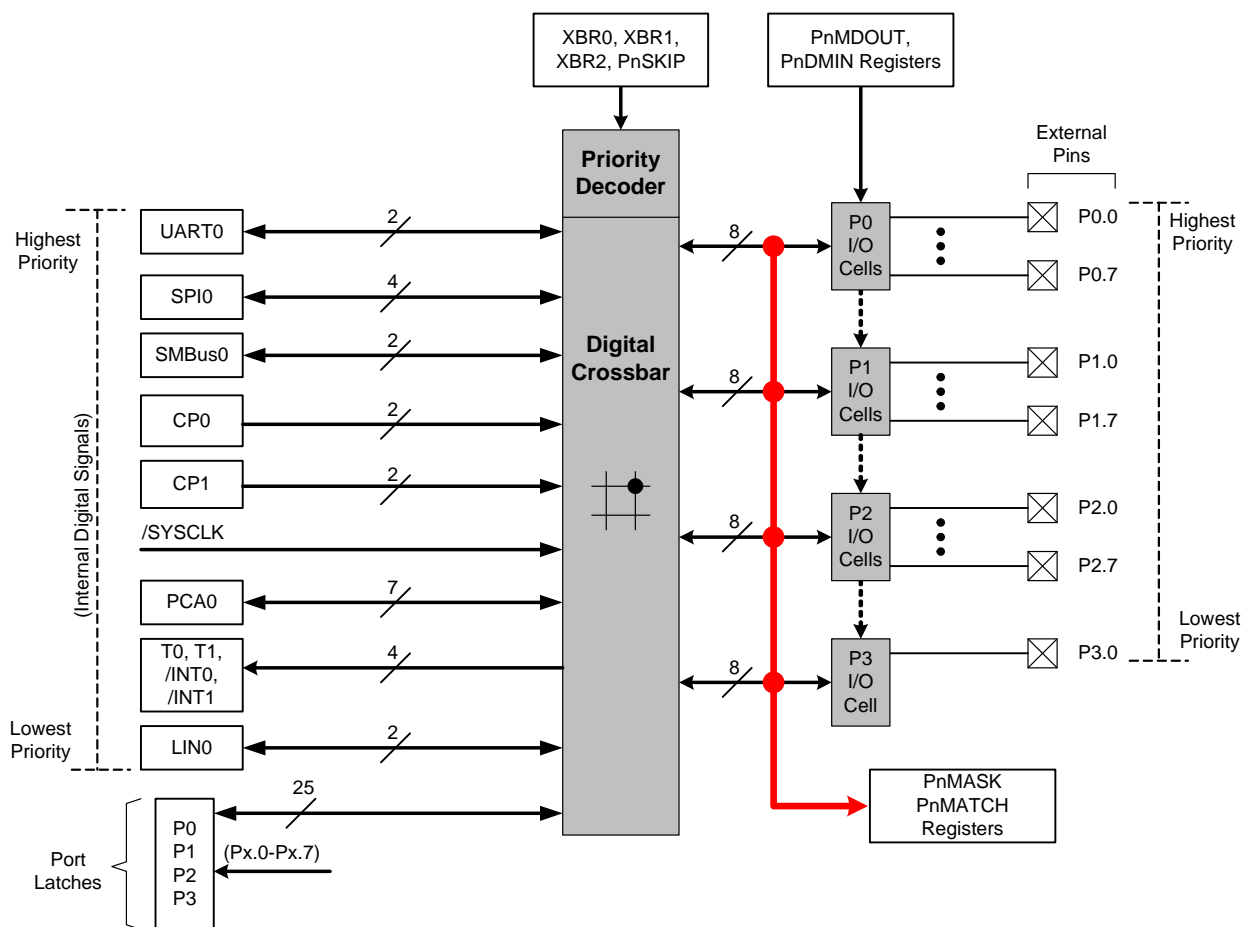 XBR0, XBR1,
XBR2, PnSKIP
PnMDOUT,
PnDMIN Registers
External
Pins
Priority
Decoder
Digital
Crossbar
Highest
Priority
(Internal Digital Signals)
Lowest
Priority
UART0
2
SPI0
4
SMBus0
2
CP0
2
CP1
2
/SYSCLK
PCA0
7
T0, T1,
/INT0,
/INT1
4
LIN0
2
Port
Latches
P0
P1
P2
P3
25
(Px.0-Px.7)
8
P0
I/O
Cells
P0.0
P0.7
8
P1
I/O
Cells
P1.0
P1.7
8
P2
I/O
Cells
P2.0
P2.7
8
P3
I/O
Cell
P3.0
Highest
Priority
Lowest
Priority
PnMASK
PnMATCH
Registers